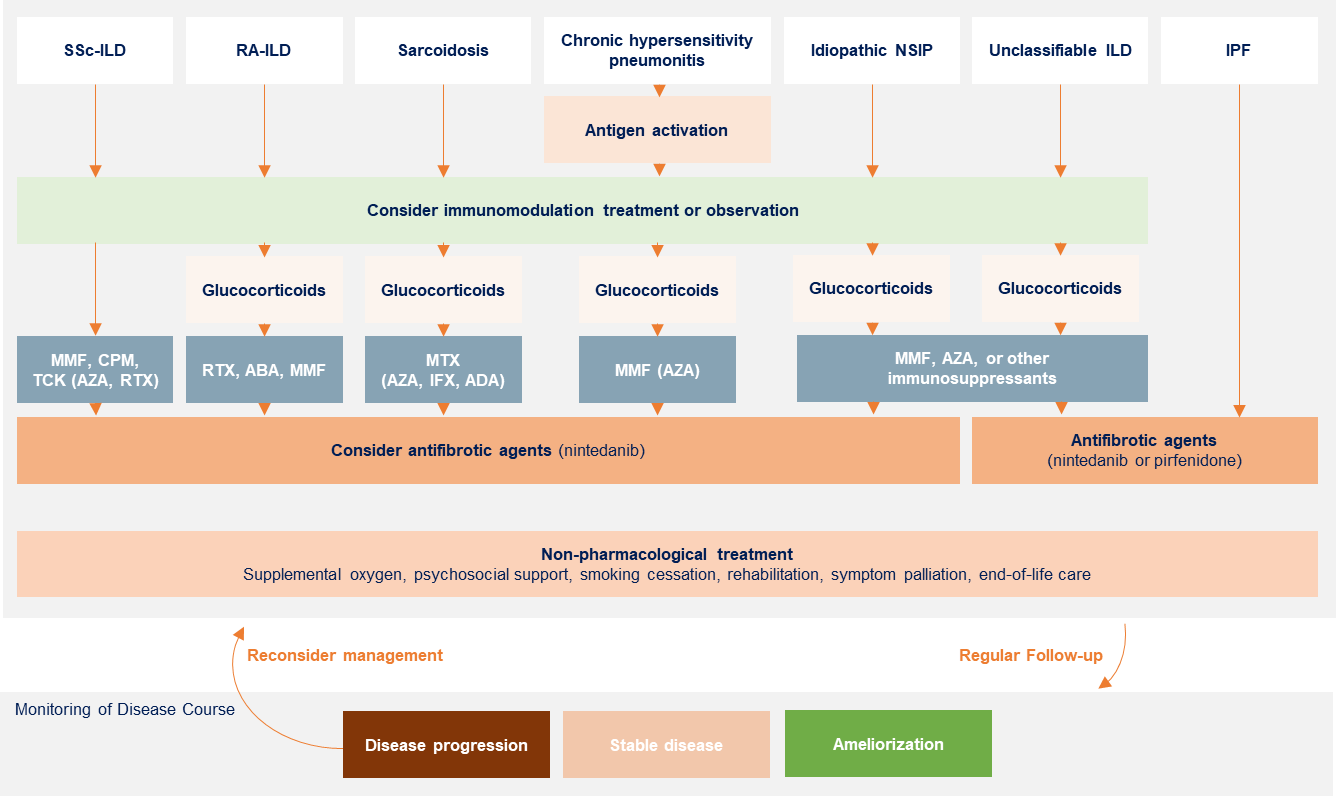 SSc-ILD
RA-ILD
Sarcoidosis
Chronic hypersensitivity
pneumonitis
Idiopathic NSIP
Unclassifiable ILD
IPF
Antigen activation
Consider immunomodulation treatment or observation
Glucocorticoids
Glucocorticoids
Glucocorticoids
Glucocorticoids
Glucocorticoids
MMF, CPM,
TCK (AZA, RTX)
RTX, ABA, MMF
MTX
(AZA, IFX, ADA)
MMF (AZA)
MMF, AZA, or other
immunosuppressants
Consider antifibrotic agents (nintedanib)
Antifibrotic agents
(nintedanib or pirfenidone)
Non-pharmacological treatment
Supplemental oxygen, psychosocial support, smoking cessation, rehabilitation, symptom palliation, end-of-life care
Reconsider management
Regular Follow-up
Monitoring of Disease Course
Disease progression
Stable disease
Ameliorization